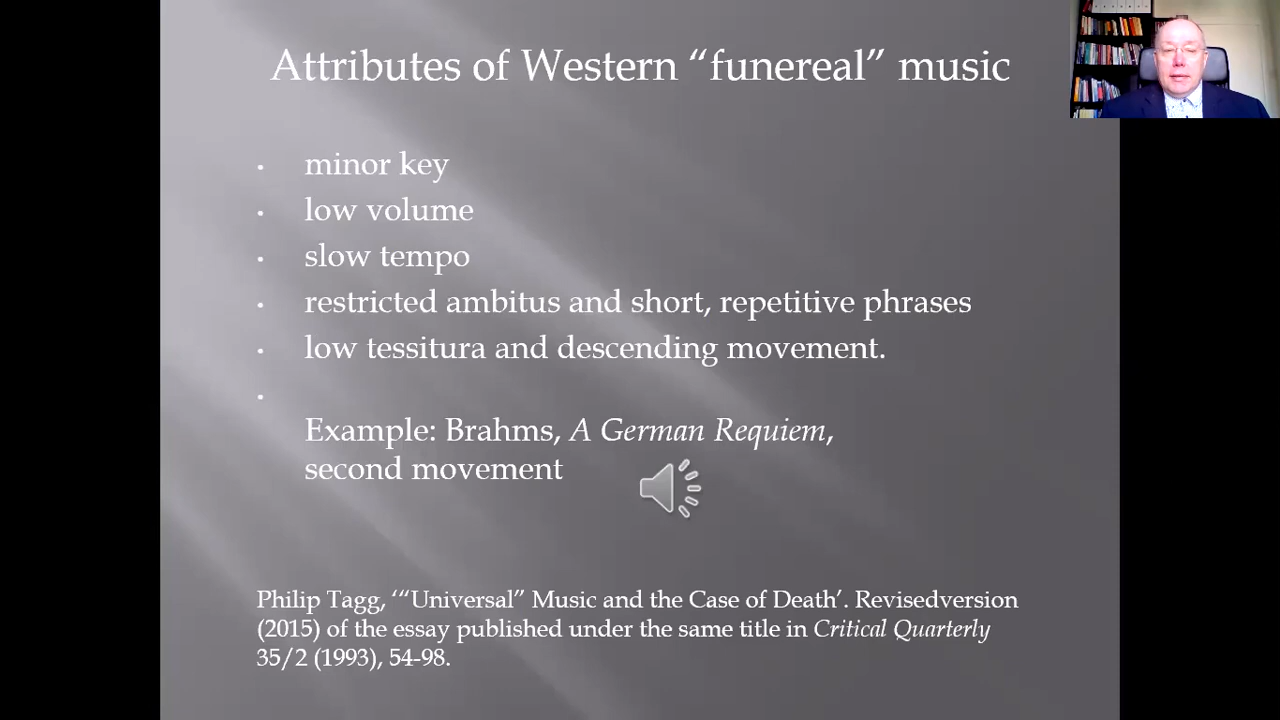 Attributes of Western “funereal” music
• minor key
• low volume
• slow tempo
• restricted ambitus and short, repetitive phrases
• low tessitura and descending movement.
•
Example: Brahms, A German Requiem,
second movement
Philip Tagg, ‘“Universal” Music and the Case of Death’. Revisedversion
(2015) of the essay published under the same title in Critical Quarterly
35/2 (1993), 54-98.